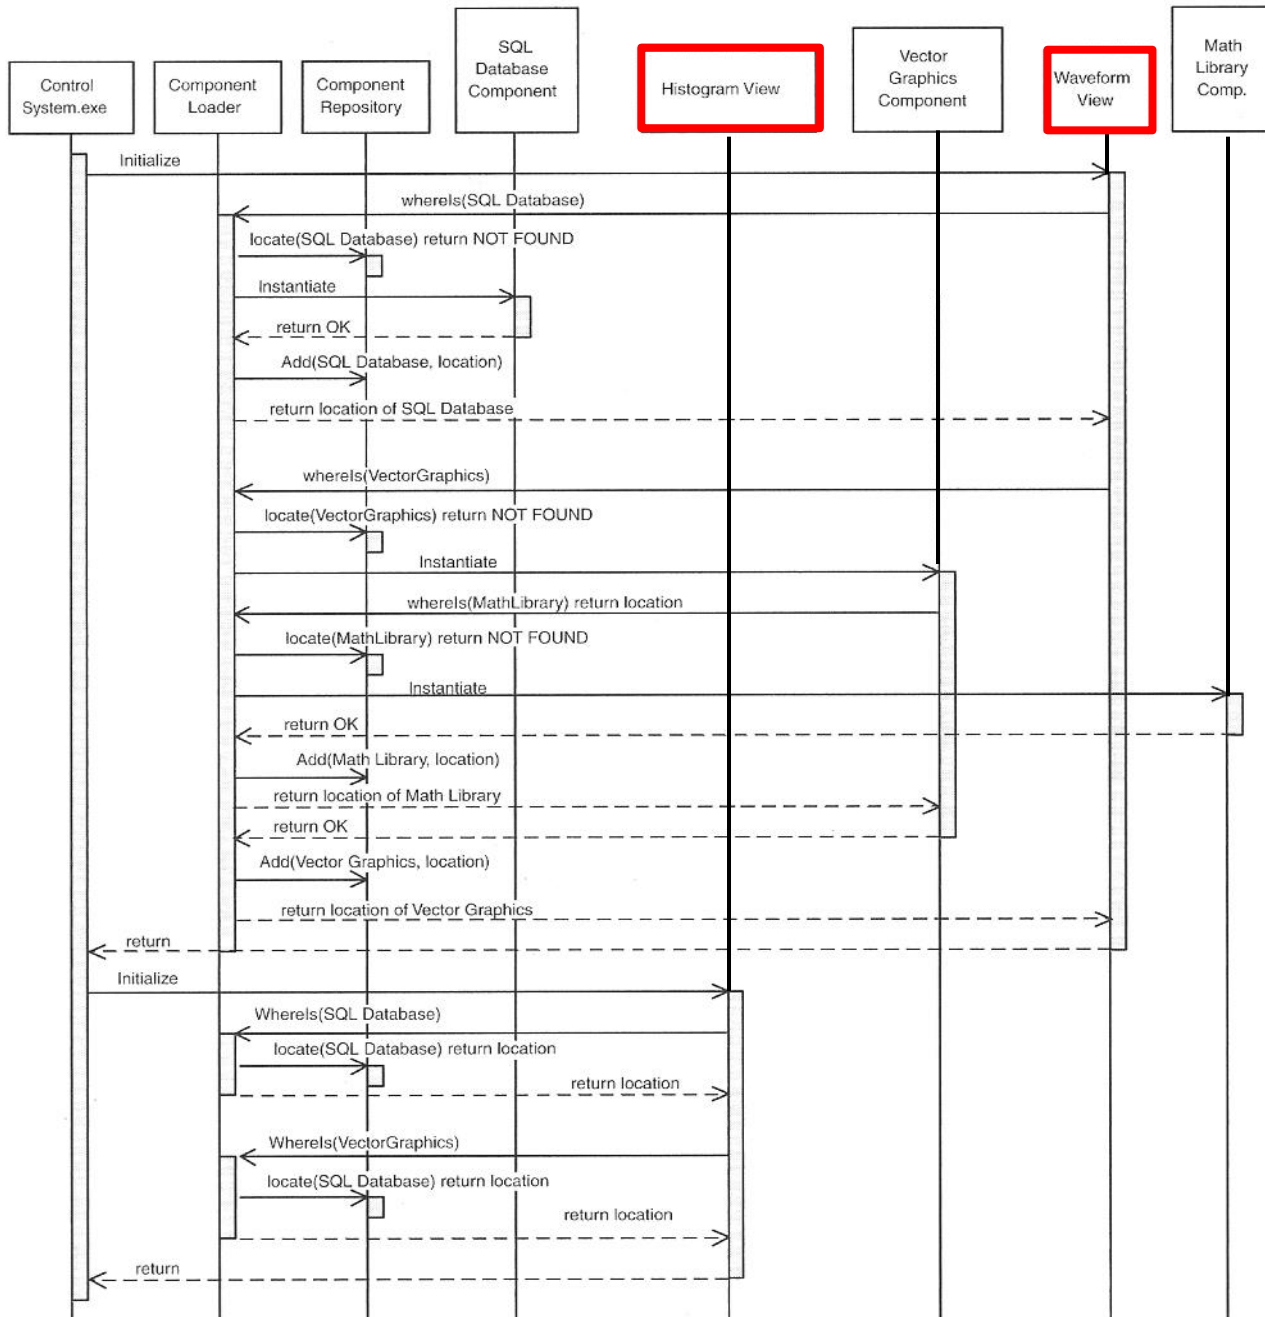 Control
System.exe
Component
Loader
Component
Repository
SQL
Database
Component
Histogram View
Vector
Graphics
Component
Waveform
View
Math
Library
Comp.
Initialize
whereIs(SQL Database)
locate(SQL Database) return NOT FOUND
Instantiate
return OK
Add(SQL Database, location)
return location of SQL Database
whereIs(VectorGraphics)
locate(VectorGraphics) return NOT FOUND
Instantiate
whereIs(MathLibrary) return location
locate(MathLibrary) return NOT FOUND
Instantiate
return OK
Add(Math Library, location)
return location of Math Library
return OK
Add(Vector Graphics, location)
return location of Vector Graphics
return
Initialize
WhereIs(SQL Database)
locate(SQL Database) return location
return location
WhereIs(VectorGraphics)
locate(SQL Database) return location
return location
return